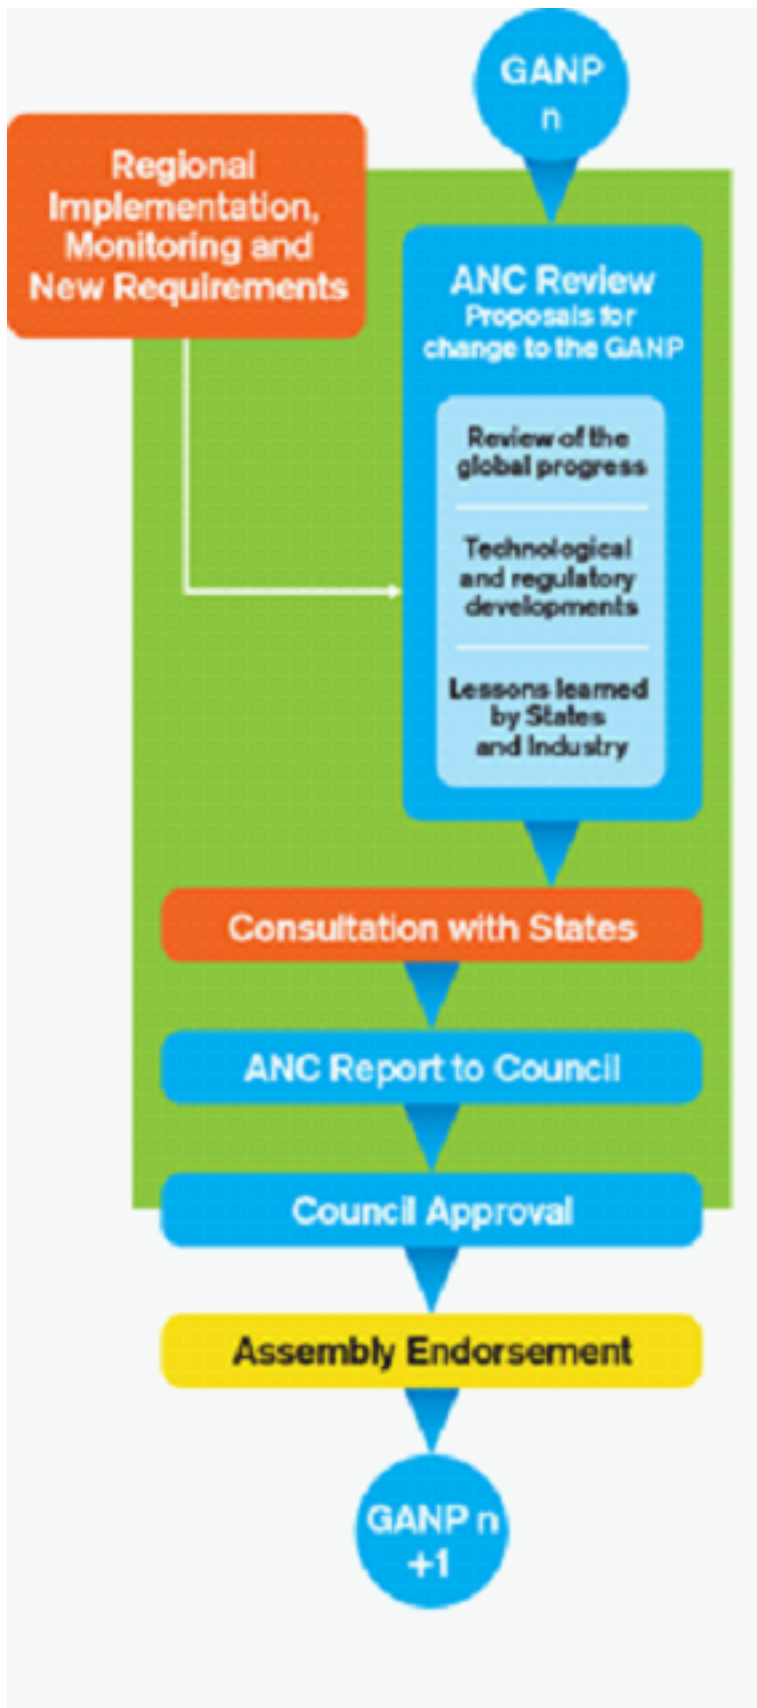 GANP
n
Regional
Implementation,
Monitoring and
New Requirements
ANC Review
Proposals for
change to the GANP
Review of the
global progress
Technological
and regulatory
developments
Lessons learned
by States
and Industry
Consultation with States
ANC Report to Council
Council Approval
Assembly Endorsement
GANP n
+1